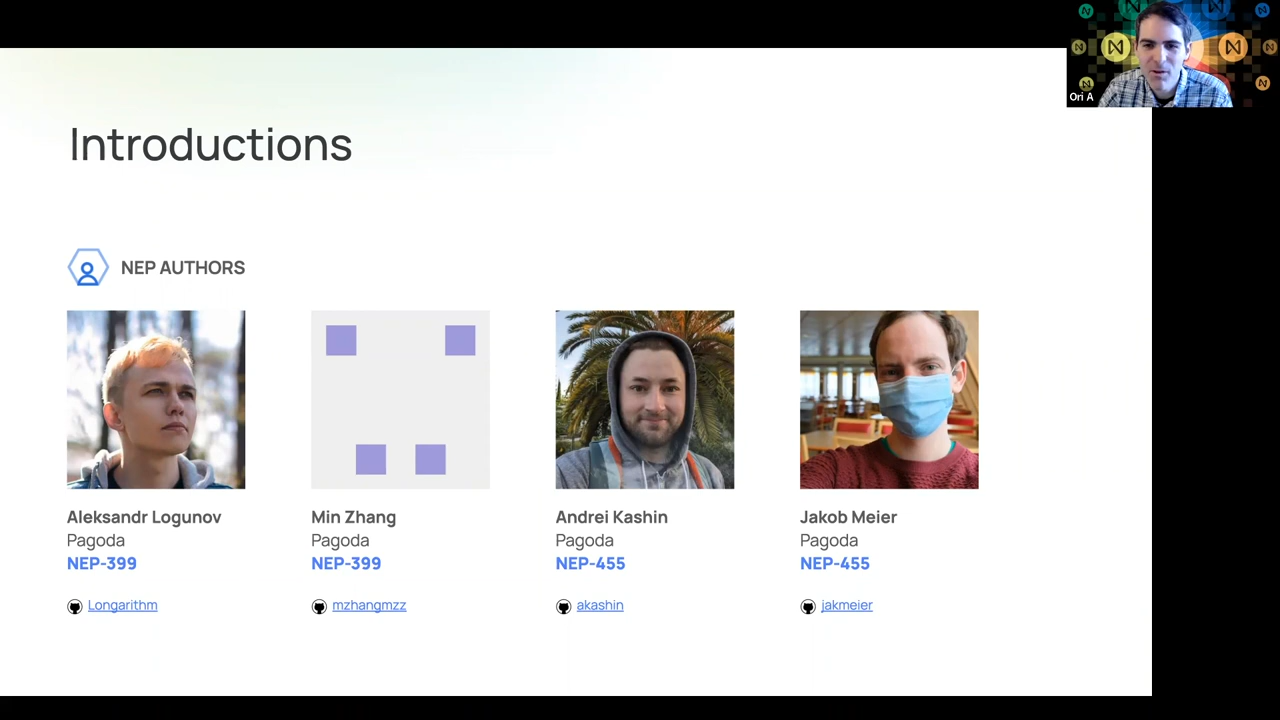 Ori A
Introductions
NEP AUTHORS
Aleksandr Logunov
Pagoda
NEP-399
Longarithm
Min Zhang
Pagoda
NEP-399
mzhangmzz
Andrei Kashin
Pagoda
NEP-455
akashin
Jakob Meier
Pagoda
NEP-455
jakmeier